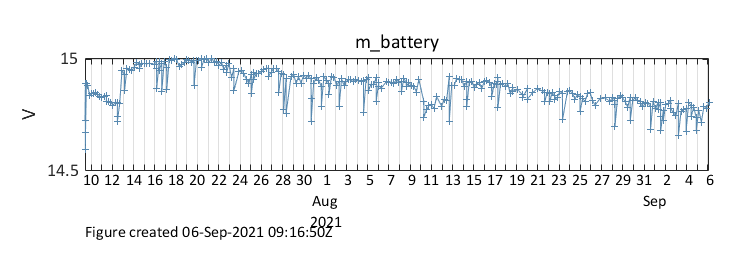 m_battery
15
V
14.5
10 12 14 16 18 20 22 24 26 28 30 1 3 5 7 9 11 13 15 17 19 21 23 25 27 29 31 2 4 6
Aug Sep
2021
Figure created 06-Sep-2021 09:16:50Z